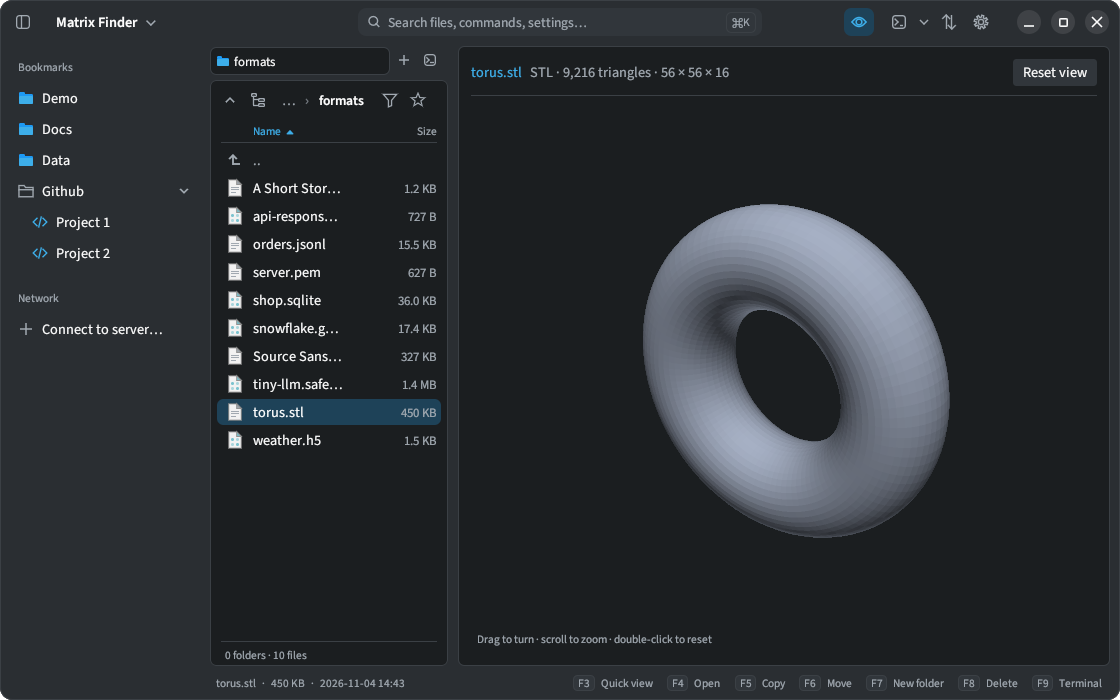 Matrix Finder
Search files, commands, settings…
⌘K
Bookmarks
Demo
Docs
Data
Github
Project 1
Project 2
Network
Connect to server…
formats
… › formats
Name Size
..
A Short Stor… 1.2 KB
api-respons… 727 B
orders.jsonl 15.5 KB
server.pem 627 B
shop.sqlite 36.0 KB
snowflake.g… 17.4 KB
Source Sans… 327 KB
tiny-llm.safe… 1.4 MB
torus.stl 450 KB
weather.h5 1.5 KB
0 folders · 10 files
torus.stl STL · 9,216 triangles · 56 × 56 × 16
Reset view
Drag to turn · scroll to zoom · double-click to reset
torus.stl · 450 KB · 2026-11-04 14:43
F3 Quick view F4 Open F5 Copy F6 Move F7 New folder F8 Delete F9 Terminal